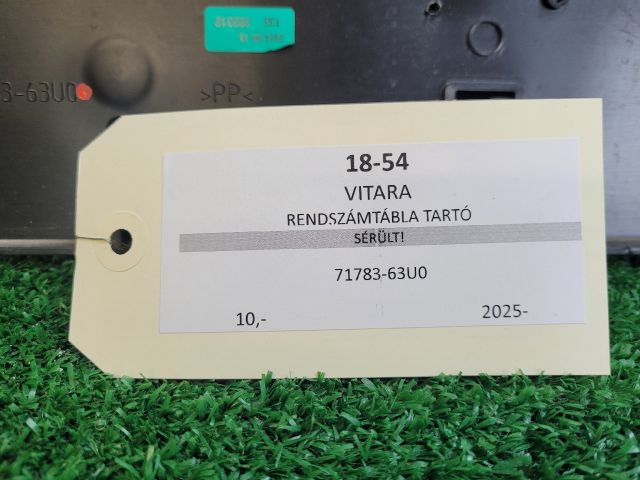 3-63U0
>PP<
18-54
VITARA
RENDSZÁMTÁBLA TARTÓ
SÉRÜLT!
71783-63U0
10,-
2025-